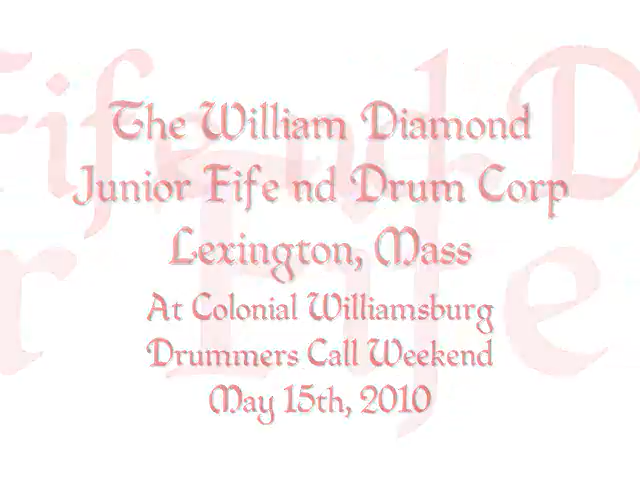 The William Diamond
Junior Fife nd Drum Corp
Lexington, Mass
At Colonial Williamsburg
Drummers Call Weekend
May 15th, 2010